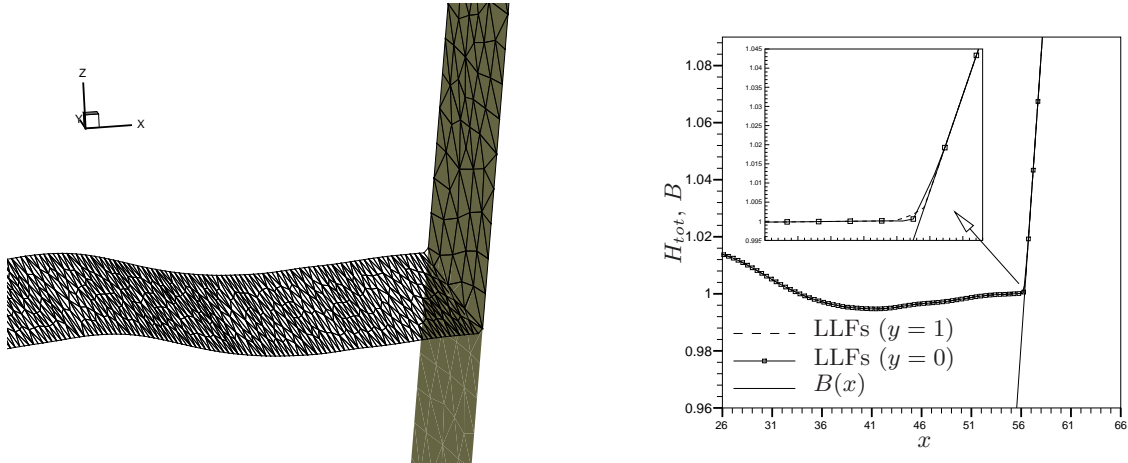 Z
Y
X
H_tot, B
1.08
1.06
1.04
1.02
1
0.98
0.96
1.045
1.04
1.035
1.03
1.025
1.02
1.015
1.01
1.005
1
0.995
LLFs (y = 1)
LLFs (y = 0)
B(x)
26 31 36 41 46 51 56 61 66
x